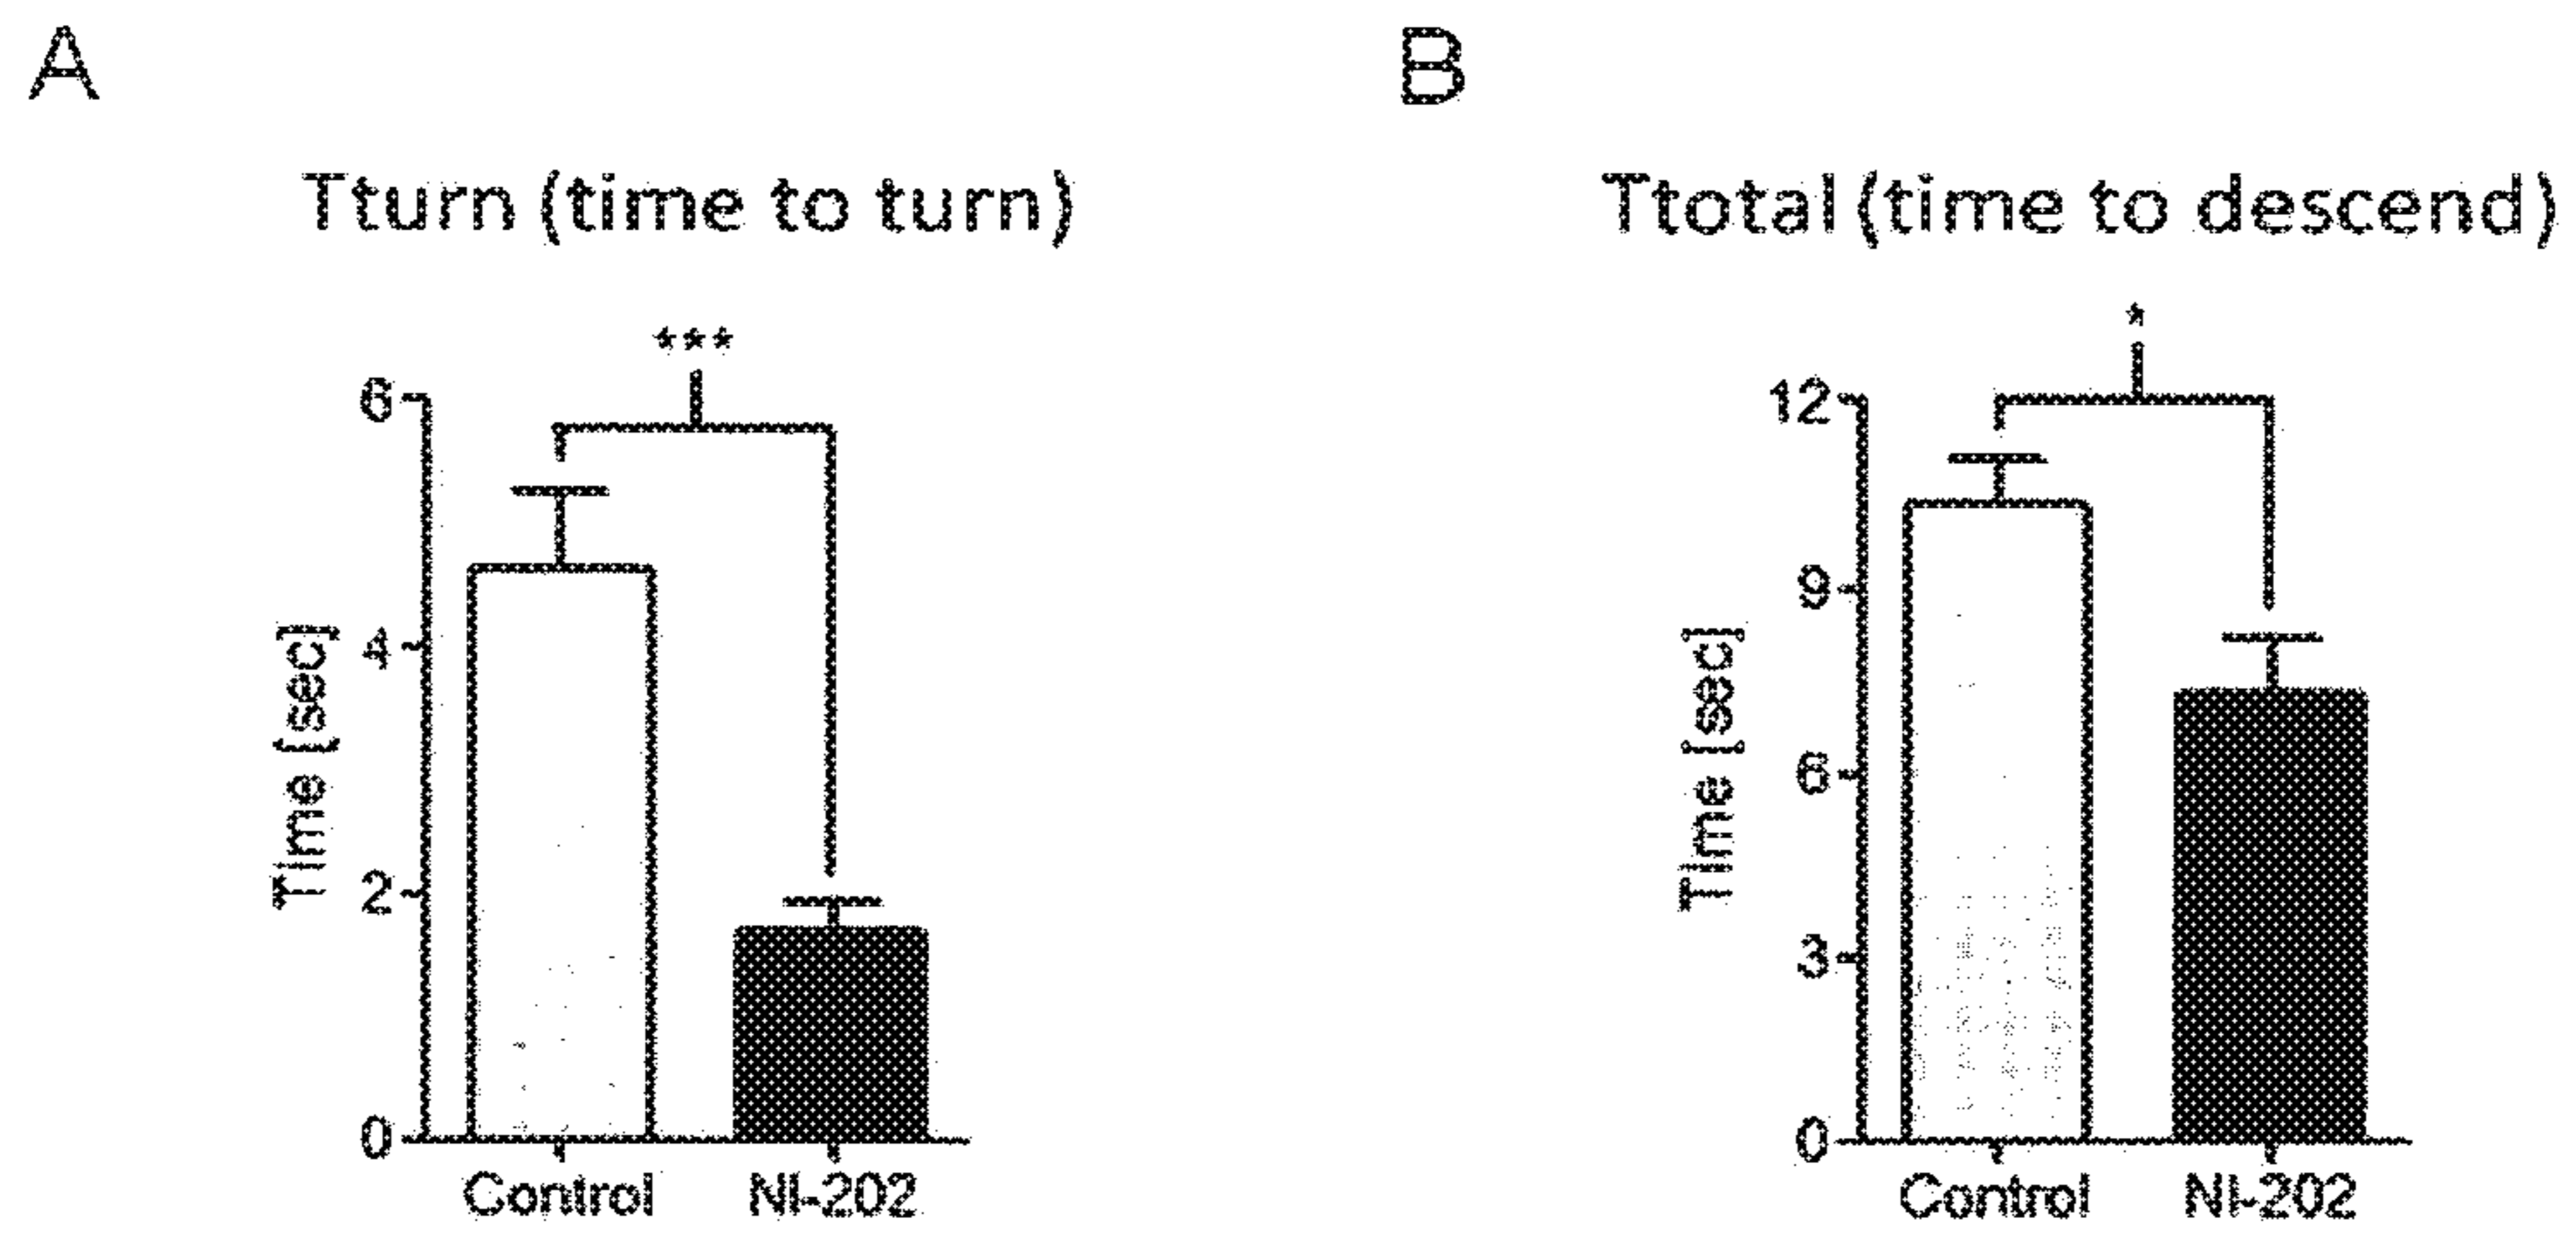 A
Tturn (time to turn)
***
6
4
2
0
Time [sec]
Control
NI-202
B
Ttotal (time to descend)
*
12
9
6
3
0
Time [sec]
Control
NI-202